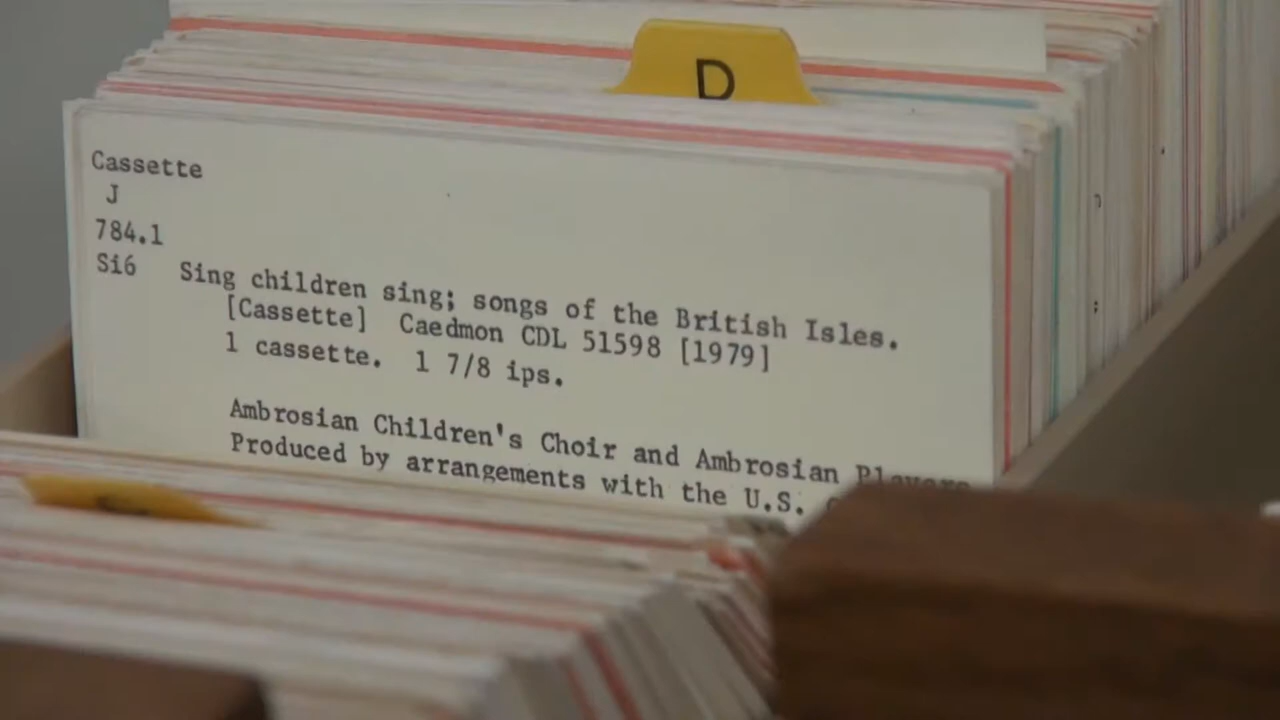 D
Cassette
J
784.1
Si6 Sing children sing; songs of the British Isles.
[Cassette] Caedmon CDL 51598 [1979]
1 cassette. 1 7/8 ips.
Ambrosian Children's Choir and Ambrosian Players
Produced by arrangements with the U.S.